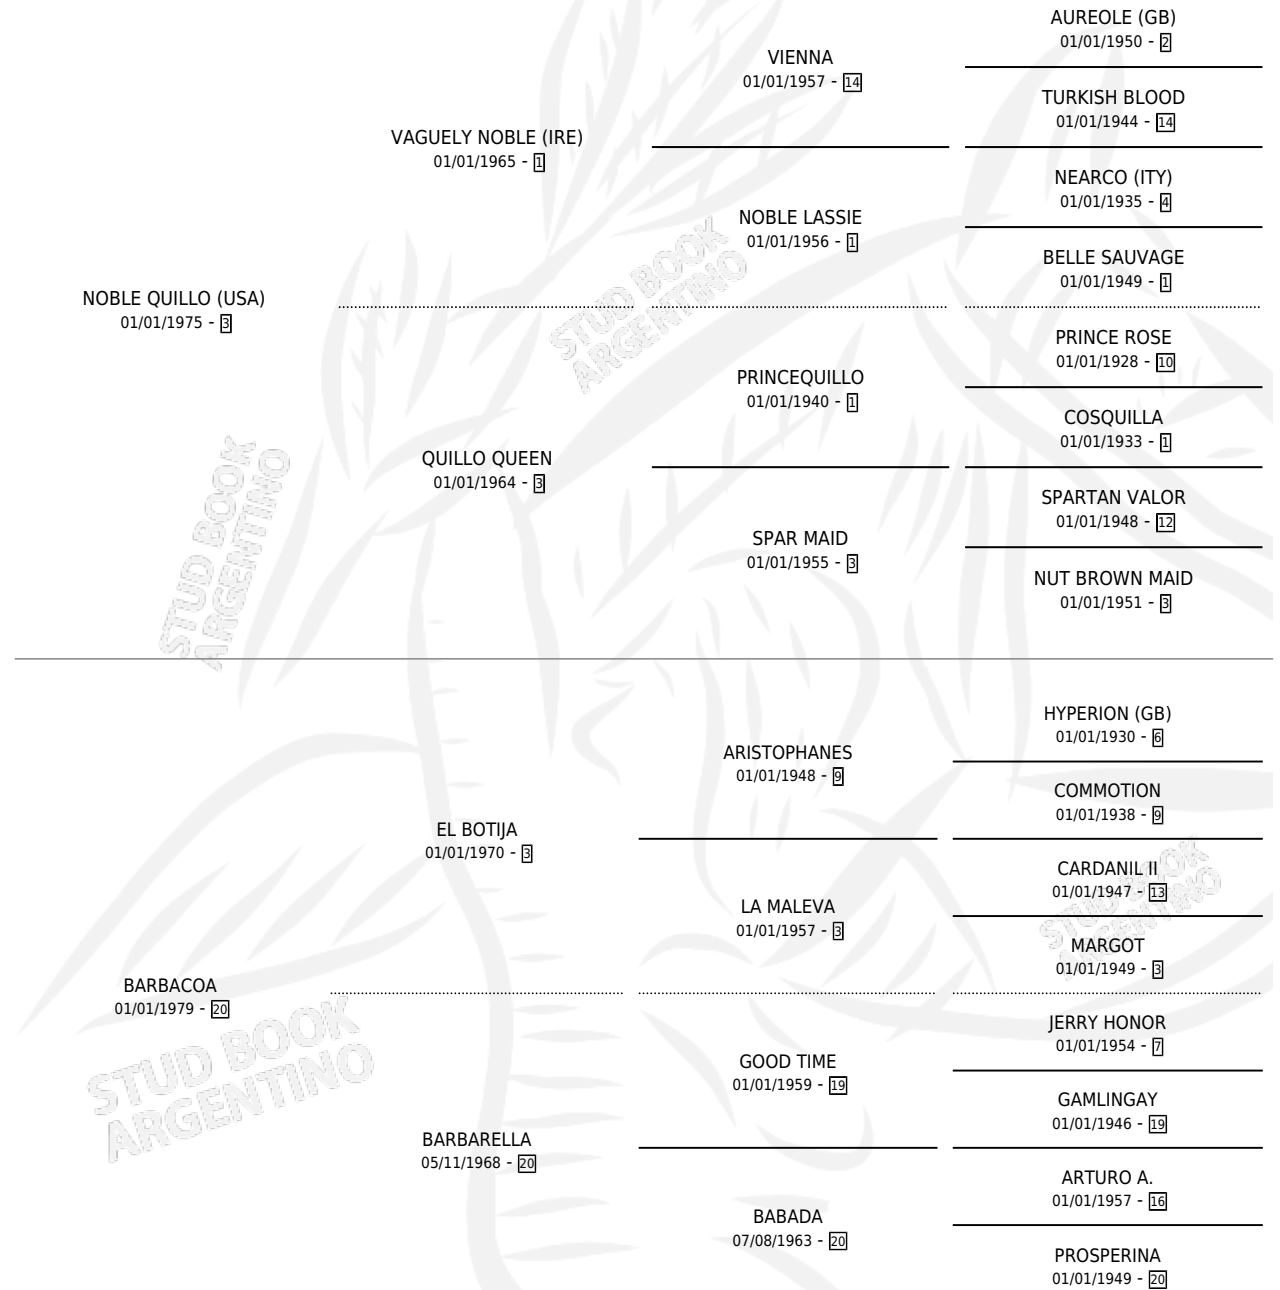 AUREOLE (GB)
01/01/1950 - 2
VIENNA
01/01/1957 - 14
TURKISH BLOOD
01/01/1944 - 14
VAGUELY NOBLE (IRE)
01/01/1965 - 1
NEARCO (ITY)
01/01/1935 - 4
NOBLE LASSIE
01/01/1956 - 1
BELLE SAUVAGE
01/01/1949 - 1
NOBLE QUILLO (USA)
01/01/1975 - 3
PRINCE ROSE
01/01/1928 - 10
PRINCEQUILLO
01/01/1940 - 1
COSQUILLA
01/01/1933 - 1
QUILLO QUEEN
01/01/1964 - 3
SPARTAN VALOR
01/01/1948 - 12
SPAR MAID
01/01/1955 - 3
NUT BROWN MAID
01/01/1951 - 3
STUD BOOK
ARGENTINO
STUD BOOK
ARGENTINO
HYPERION (GB)
01/01/1930 - 6
ARISTOPHANES
01/01/1948 - 9
COMMOTION
01/01/1938 - 9
EL BOTIJA
01/01/1970 - 3
CARDANIL II
01/01/1947 - 13
LA MALEVA
01/01/1957 - 3
MARGOT
01/01/1949 - 3
STUD BOOK
ARGENTINO
BARBACOA
01/01/1979 - 20
JERRY HONOR
01/01/1954 - 7
GOOD TIME
01/01/1959 - 19
GAMLINGAY
01/01/1946 - 19
STUD BOOK
ARGENTINO
BARBARELLA
05/11/1968 - 20
ARTURO A.
01/01/1957 - 16
BABADA
07/08/1963 - 20
PROSPERINA
01/01/1949 - 20